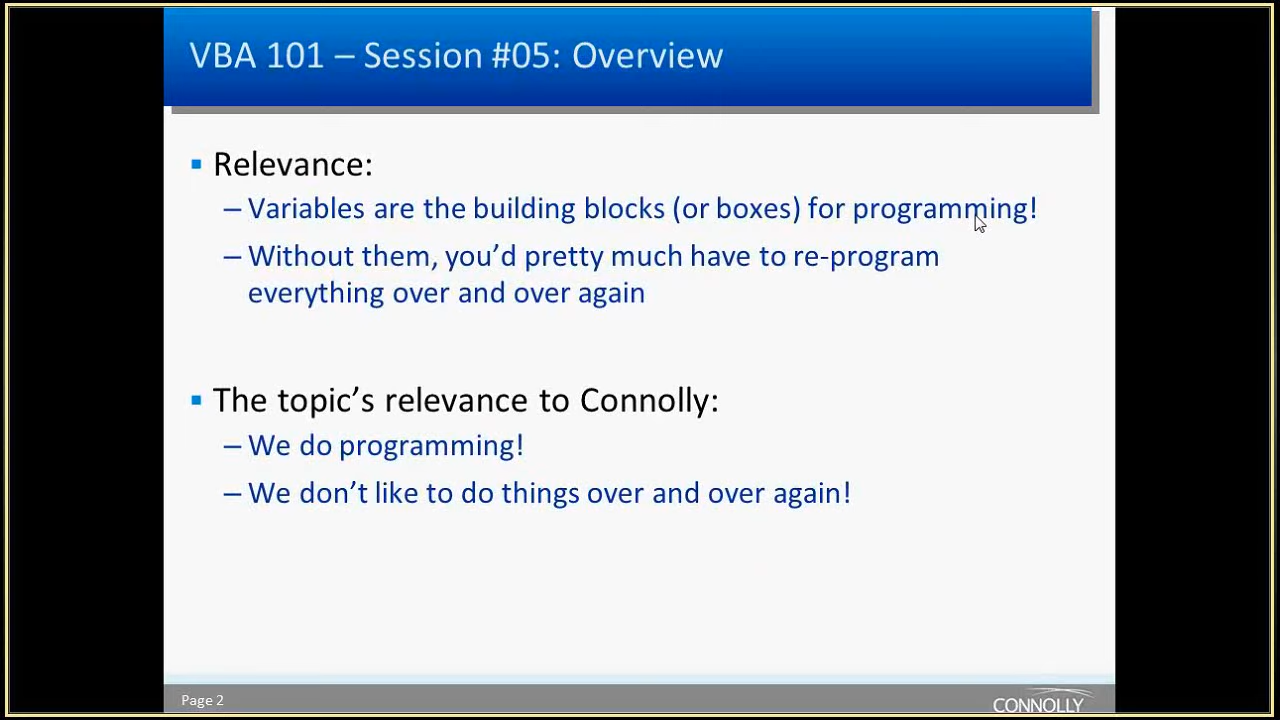 VBA 101 – Session #05: Overview
▪ Relevance:
– Variables are the building blocks (or boxes) for programming!
– Without them, you’d pretty much have to re-program
everything over and over again
▪ The topic’s relevance to Connolly:
– We do programming!
– We don’t like to do things over and over again!
Page 2
CONNOLLY